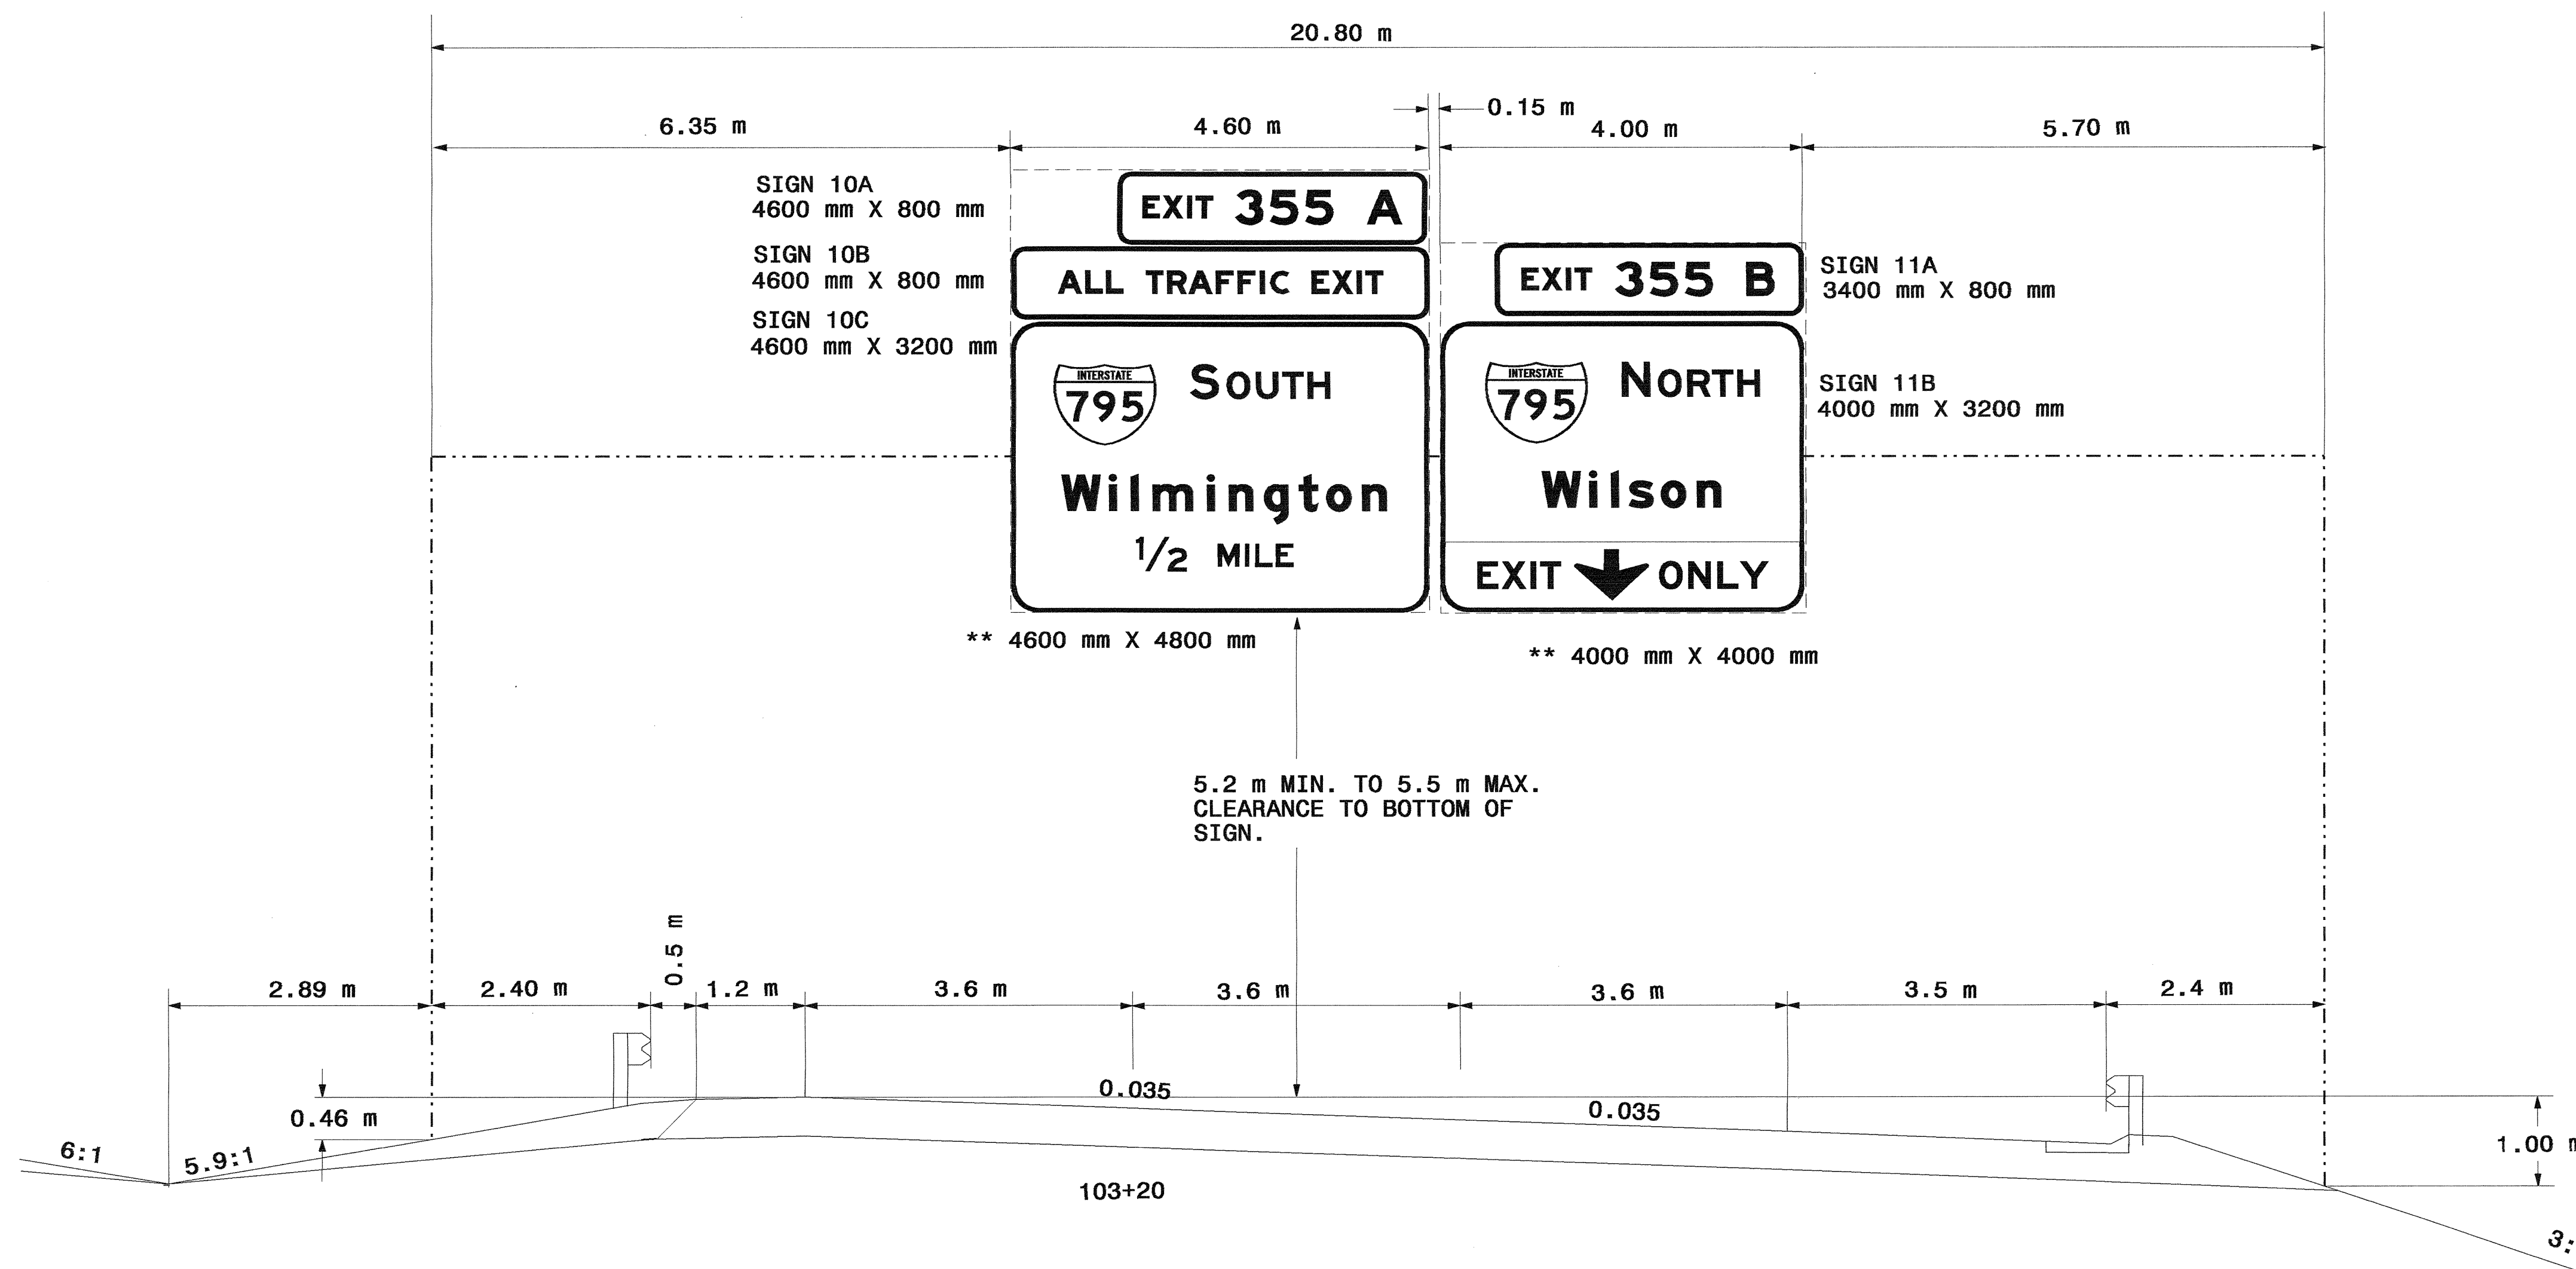 20.80 m
0.15 m
6.35 m
4.60 m
4.00 m
5.70 m
SIGN 10A
4600 mm X 800 mm
SIGN 10B
4600 mm X 800 mm
SIGN 10C
4600 mm X 3200 mm
EXIT 355 A
ALL TRAFFIC EXIT
INTERSTATE
795
SOUTH
Wilmington
1/2 MILE
EXIT 355 B
INTERSTATE
795
NORTH
Wilson
EXIT ONLY
SIGN 11A
3400 mm X 800 mm
SIGN 11B
4000 mm X 3200 mm
** 4600 mm X 4800 mm
** 4000 mm X 4000 mm
5.2 m MIN. TO 5.5 m MAX.
CLEARANCE TO BOTTOM OF
SIGN.
2.89 m
2.40 m
0.5 m
1.2 m
3.6 m
3.6 m
3.6 m
3.5 m
2.4 m
0.035
0.035
0.46 m
1.00 m
6:1
5.9:1
103+20
3: